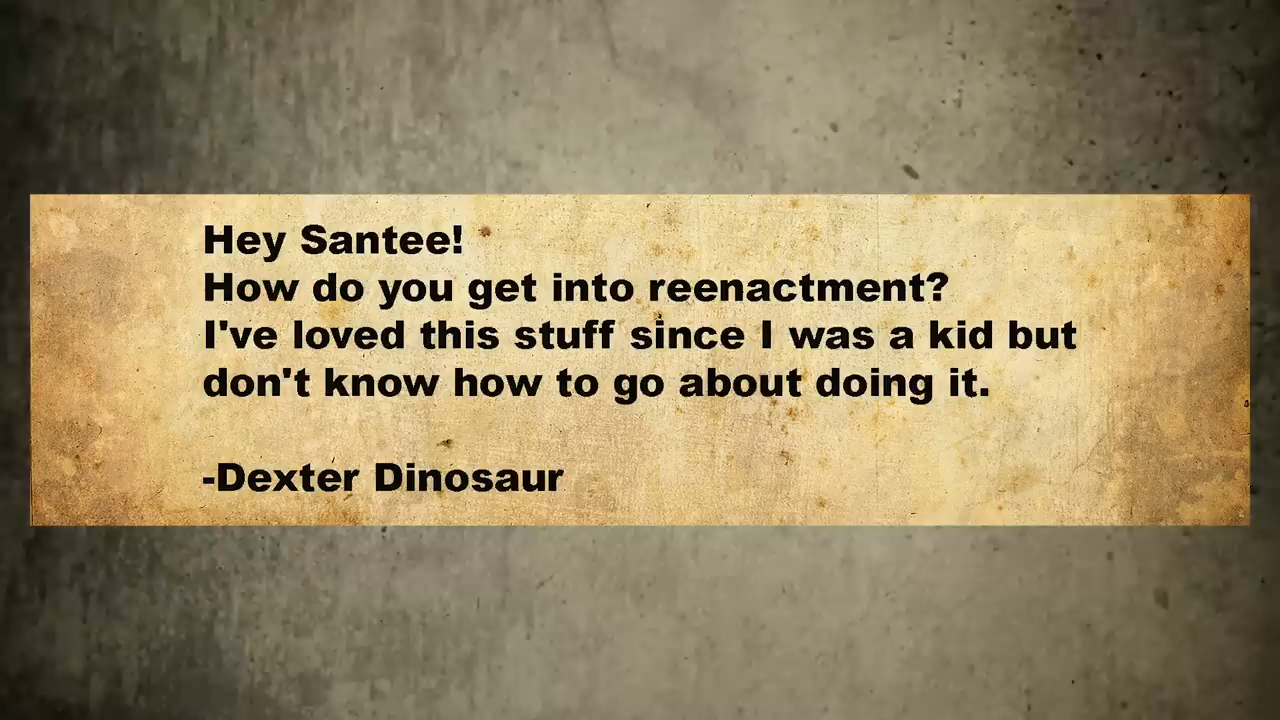 Hey Santee!
How do you get into reenactment?
I've loved this stuff since I was a kid but
don't know how to go about doing it.
-Dexter Dinosaur